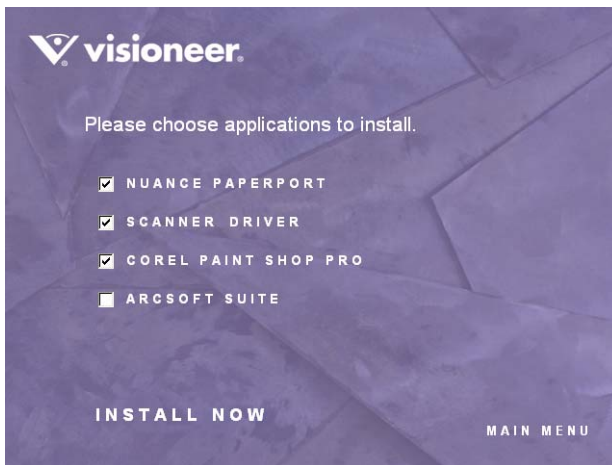 visioneer®
Please choose applications to install.
NUANCE PAPERPORT
SCANNER DRIVER
COREL PAINT SHOP PRO
ARCSOFT SUITE
INSTALL NOW
MAIN MENU